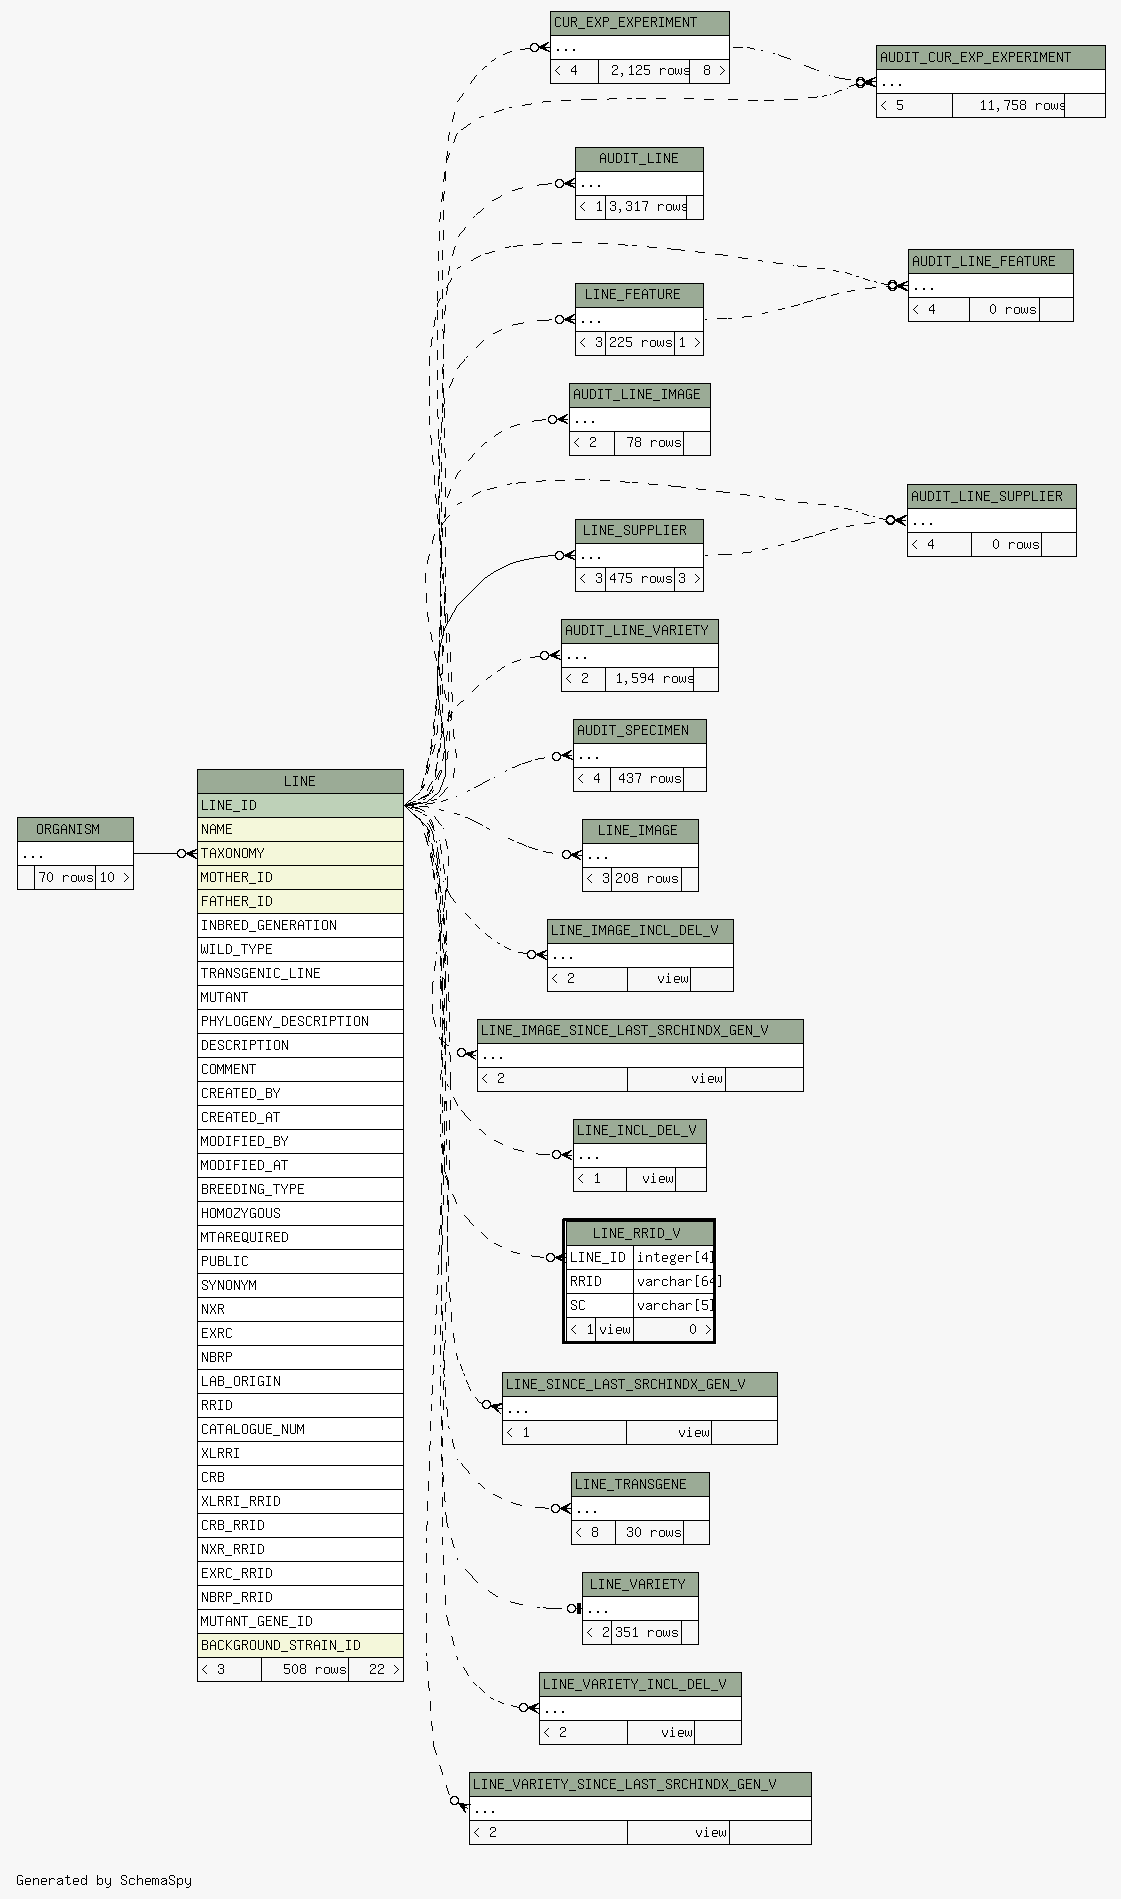 CUR_EXP_EXPERIMENT
...
< 4 2,125 rows 8 >
AUDIT_CUR_EXP_EXPERIMENT
...
< 5 11,758 rows
AUDIT_LINE
...
< 1 3,317 rows
AUDIT_LINE_FEATURE
...
< 4 0 rows
LINE_FEATURE
...
< 3 225 rows 1 >
AUDIT_LINE_IMAGE
...
< 2 78 rows
AUDIT_LINE_SUPPLIER
...
< 4 0 rows
LINE_SUPPLIER
...
< 3 475 rows 3 >
AUDIT_LINE_VARIETY
...
< 2 1,594 rows
AUDIT_SPECIMEN
...
< 4 437 rows
ORGANISM
...
70 rows 10 >
LINE
LINE_ID
NAME
TAXONOMY
MOTHER_ID
FATHER_ID
INBRED_GENERATION
WILD_TYPE
TRANSGENIC_LINE
MUTANT
PHYLOGENY_DESCRIPTION
DESCRIPTION
COMMENT
CREATED_BY
CREATED_AT
MODIFIED_BY
MODIFIED_AT
BREEDING_TYPE
HOMOZYGOUS
MTAREQUIRED
PUBLIC
SYNONYM
NXR
EXRC
NBRP
LAB_ORIGIN
RRID
CATALOGUE_NUM
XLRRI
CRB
XLRRI_RRID
CRB_RRID
NXR_RRID
EXRC_RRID
NBRP_RRID
MUTANT_GENE_ID
BACKGROUND_STRAIN_ID
< 3 508 rows 22 >
LINE_IMAGE
...
< 3 208 rows
LINE_IMAGE_INCL_DEL_V
...
< 2 view
LINE_IMAGE_SINCE_LAST_SRCHINDX_GEN_V
...
< 2 view
LINE_INCL_DEL_V
...
< 1 view
LINE_RRID_V
LINE_ID integer[4]
RRID varchar[64]
SC varchar[5]
< 1 view 0 >
LINE_SINCE_LAST_SRCHINDX_GEN_V
...
< 1 view
LINE_TRANSGENE
...
< 8 30 rows
LINE_VARIETY
...
< 2 351 rows
LINE_VARIETY_INCL_DEL_V
...
< 2 view
LINE_VARIETY_SINCE_LAST_SRCHINDX_GEN_V
...
< 2 view
Generated by SchemaSpy